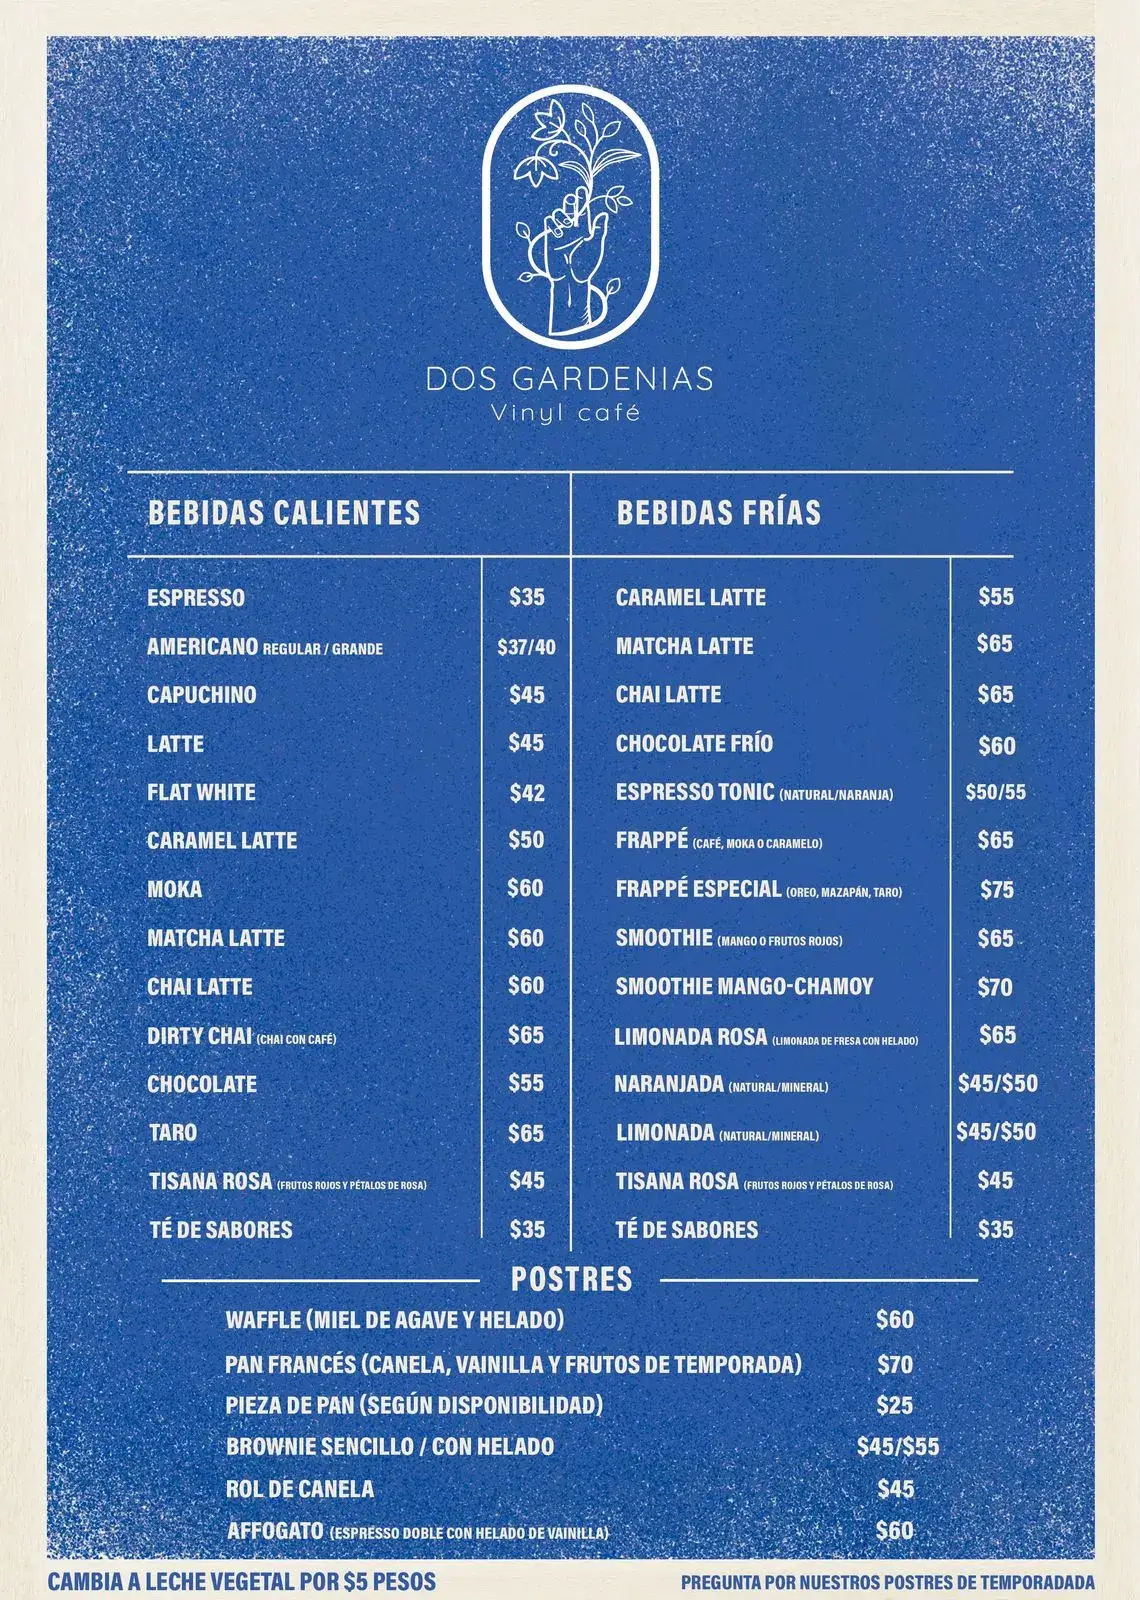 DOS GARDENIAS
Vinyl café
BEBIDAS CALIENTES
ESPRESSO $35
AMERICANO REGULAR / GRANDE $37/40
CAPUCHINO $45
LATTE $45
FLAT WHITE $42
CARAMEL LATTE $50
MOKA $60
MATCHA LATTE $60
CHAI LATTE $60
DIRTY CHAI (CHAI CON CAFÉ) $65
CHOCOLATE $55
TARO $65
TISANA ROSA (FRUTOS ROJOS Y PÉTALOS DE ROSA) $45
TÉ DE SABORES $35
BEBIDAS FRÍAS
CARAMEL LATTE $55
MATCHA LATTE $65
CHAI LATTE $65
CHOCOLATE FRÍO $60
ESPRESSO TONIC (NATURAL/NARANJA) $50/55
FRAPPÉ (CAFÉ, MOKA O CARAMELO) $65
FRAPPÉ ESPECIAL (OREO, MAZAPÁN, TARO) $75
SMOOTHIE (MANGO O FRUTOS ROJOS) $65
SMOOTHIE MANGO-CHAMOY $70
LIMONADA ROSA (LIMONADA DE FRESA CON HELADO) $65
NARANJADA (NATURAL/MINERAL) $45/$50
LIMONADA (NATURAL/MINERAL) $45/$50
TISANA ROSA (FRUTOS ROJOS Y PÉTALOS DE ROSA) $45
TÉ DE SABORES $35
POSTRES
WAFFLE (MIEL DE AGAVE Y HELADO) $60
PAN FRANCÉS (CANELA, VAINILLA Y FRUTOS DE TEMPORADA) $70
PIEZA DE PAN (SEGÚN DISPONIBILIDAD) $25
BROWNIE SENCILLO / CON HELADO $45/$55
ROL DE CANELA $45
AFFOGATO (ESPRESSO DOBLE CON HELADO DE VAINILLA) $60
CAMBIA A LECHE VEGETAL POR $5 PESOS
PREGUNTA POR NUESTROS POSTRES DE TEMPORADADA